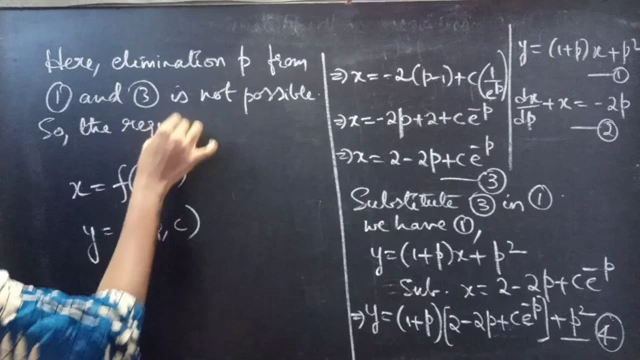 Here, elimination p from
① and ③ is not possible.
So, the req
x = f(
y = , c)
⇒ x = -2(p-1) + c(1/e^p)
⇒ x = -2p + 2 + ce^-p
⇒ x = 2 - 2p + ce^-p
③
Substitute ③ in ①
we have ①,
y = (1+p)x + p²
Sub. x = 2 - 2p + ce^-p
⇒ y = (1+p)[2 - 2p + ce^-p] + p² ④
y = (1+p)x + p²
①
dx/dp + x = -2p
②